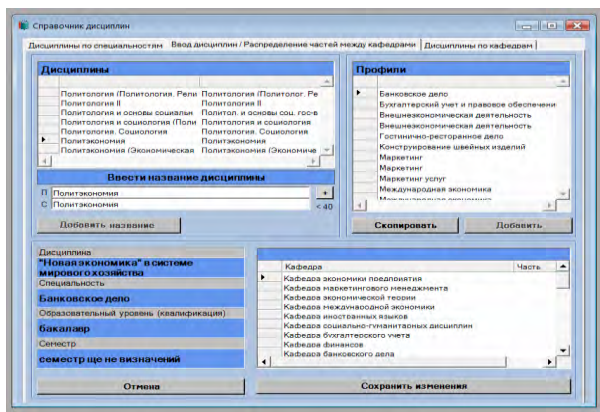 Справочник дисциплин
Дисциплины по специальностям Ввод дисциплин / Распределение частей между кафедрами Дисциплины по кафедрам
Дисциплины
Политология (Политология. Рели Политология (Политолог. Ре
Политология II Политология II
Политология и основы социальн Политол. и основы соц. гос-в
Политология и социология (Поли Политология и социология
Политология. Социология Политология. Социология
Политэкономия Политэкономия
Политэкономия (Экономическая Политэкономия (Экономиче
Ввести название дисциплины
П Политэкономия +
С Политэкономия < 40
Добавить название
Профили
Банковское дело
Бухгалтерский учет и правовое обеспечени
Внешнеэкономическая деятельность
Внешнеэкономическая деятельность
Гостинично-ресторанное дело
Конструирование швейных изделий
Маркетинг
Маркетинг
Маркетинг услуг
Международная экономика
Международная экономика
Скопировать Добавить
Дисциплина
"Новая экономика" в системе
мирового хозяйства
Специальность
Банковское дело
Образовательный уровень (квалификация)
бакалавр
Семестр
семестр ще не визначений
Отмена
Кафедра Часть
Кафедра экономики предприятия
Кафедра маркетингового менеджмента
Кафедра экономической теории
Кафедра международной экономики
Кафедра иностранных языков
Кафедра социально-гуманитарных дисциплин
Кафедра бухгалтерского учета
Кафедра финансов
Кафедра банковского дела
Сохранить изменения